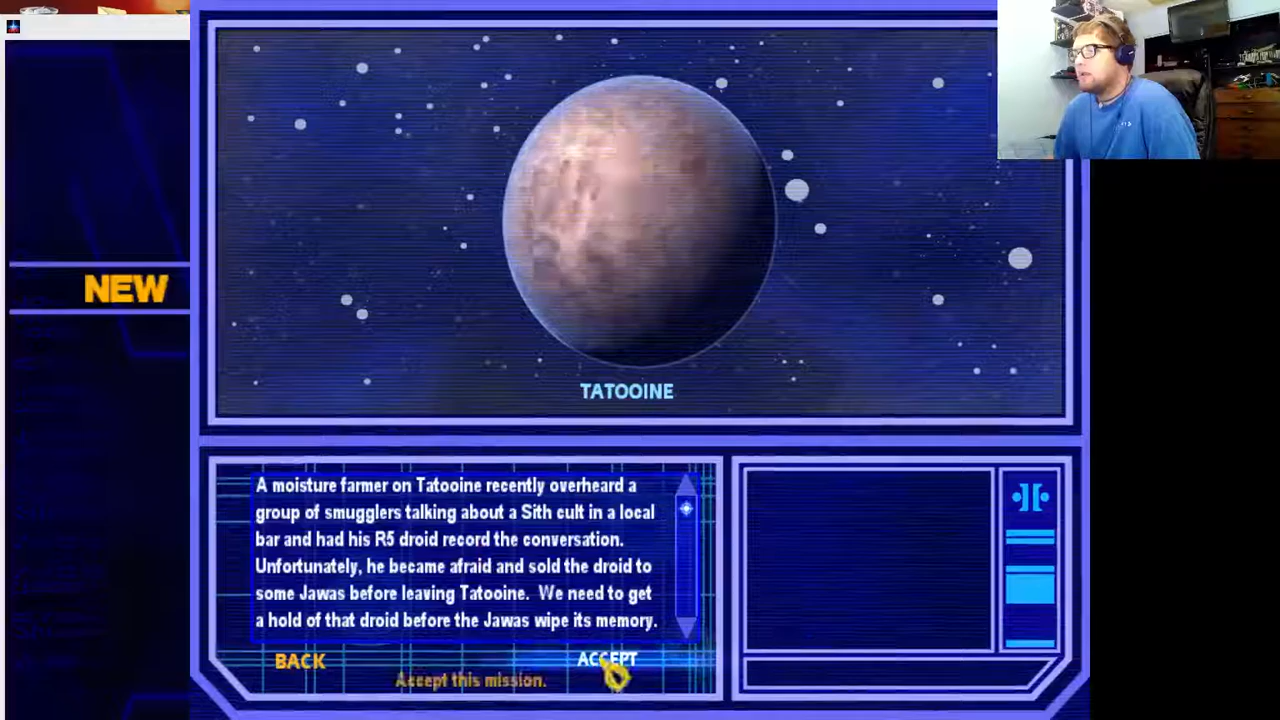 NEW
TATOOINE
A moisture farmer on Tatooine recently overheard a
group of smugglers talking about a Sith cult in a local
bar and had his R5 droid record the conversation.
Unfortunately, he became afraid and sold the droid to
some Jawas before leaving Tatooine. We need to get
a hold of that droid before the Jawas wipe its memory.
BACK
ACCEPT
Accept this mission.